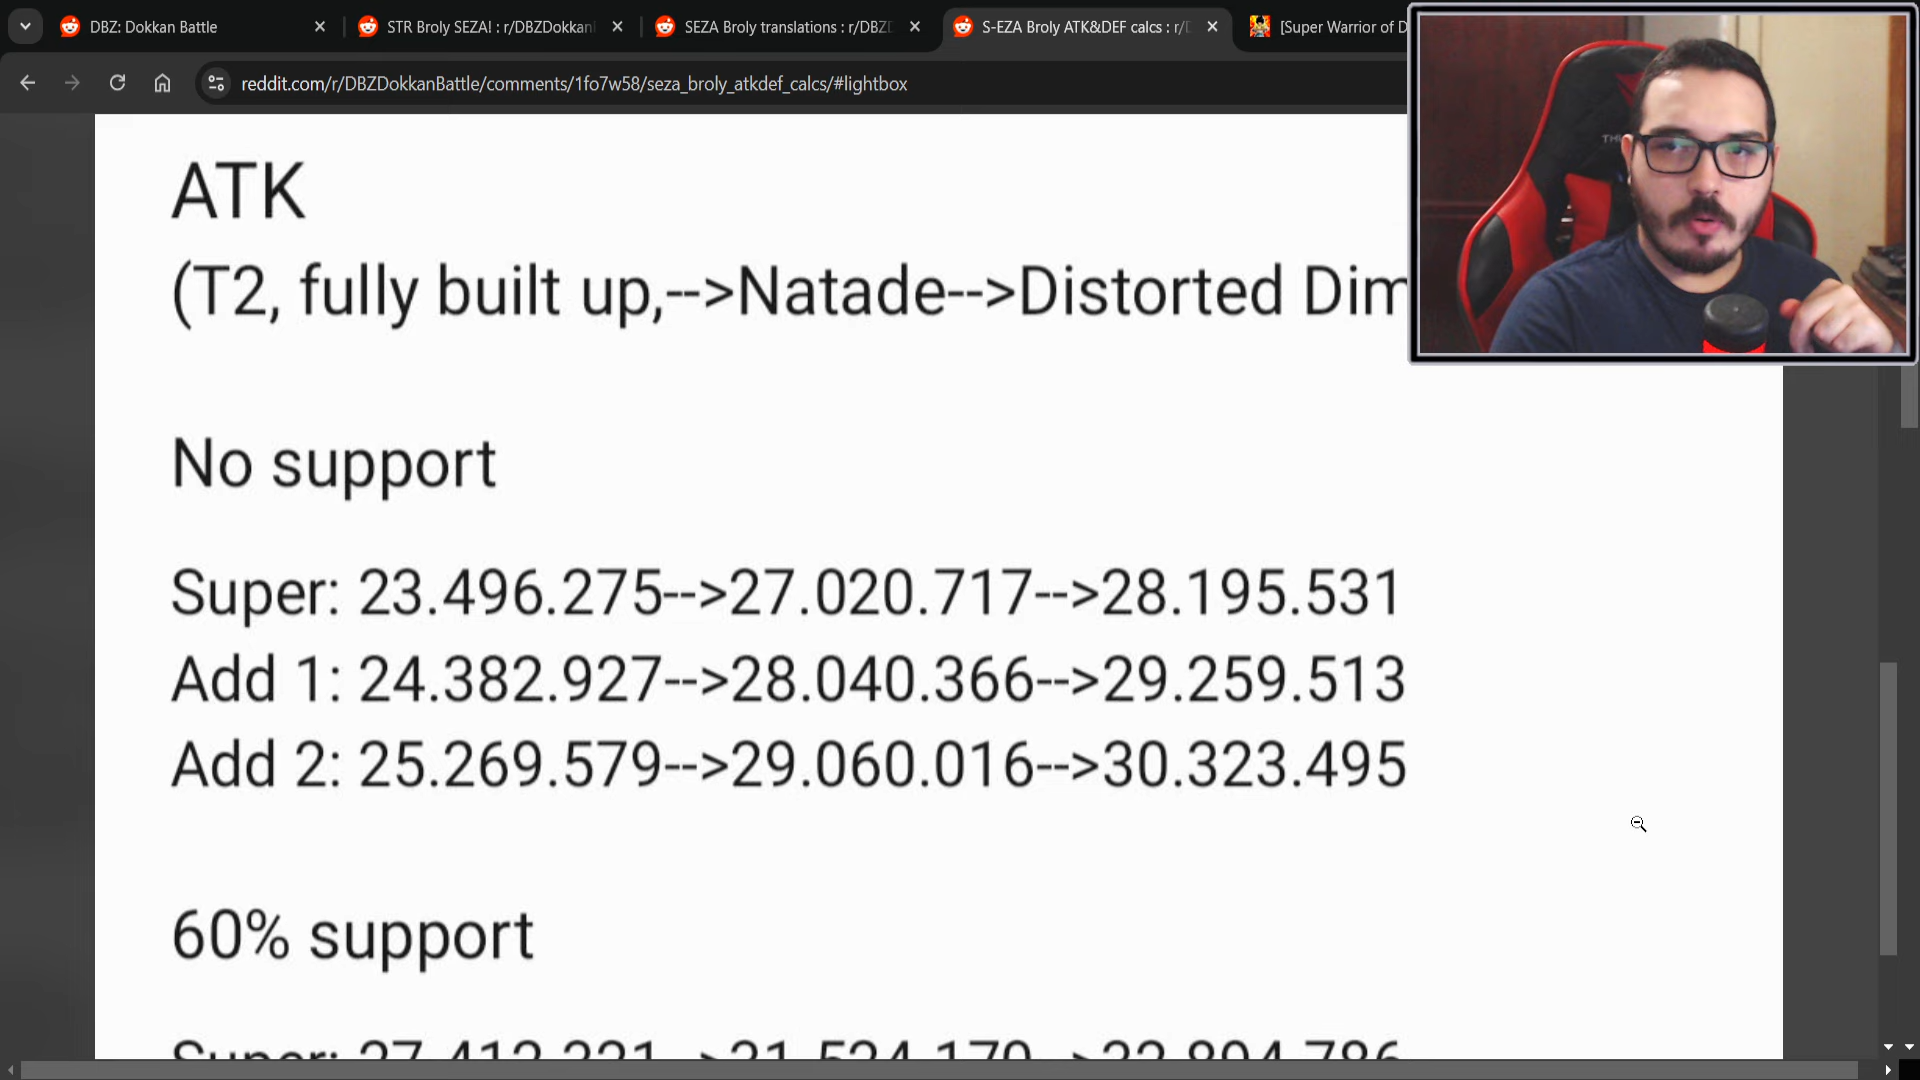 DBZ: Dokkan Battle
STR Broly SEZA! : r/DBZDokkanl
SEZA Broly translations : r/DBZD
S-EZA Broly ATK&DEF calcs : r/D
[Super Warrior of D
reddit.com/r/DBZDokkanBattle/comments/1fo7w58/seza_broly_atkdef_calcs/#lightbox
ATK
(T2, fully built up,-->Natade-->Distorted Dim
No support
Super: 23.496.275-->27.020.717-->28.195.531
Add 1: 24.382.927-->28.040.366-->29.259.513
Add 2: 25.269.579-->29.060.016-->30.323.495
60% support